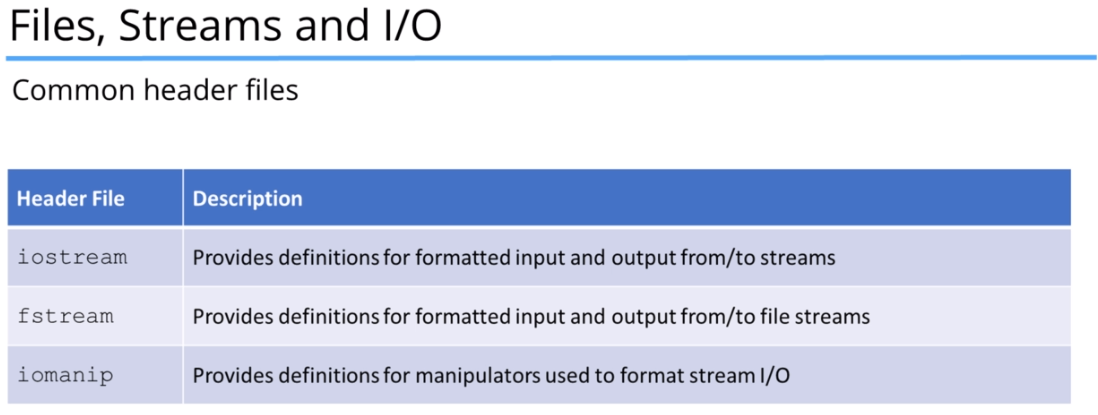 Files, Streams and I/O
Common header files
Header File Description
iostream Provides definitions for formatted input and output from/to streams
fstream Provides definitions for formatted input and output from/to file streams
iomanip Provides definitions for manipulators used to format stream I/O